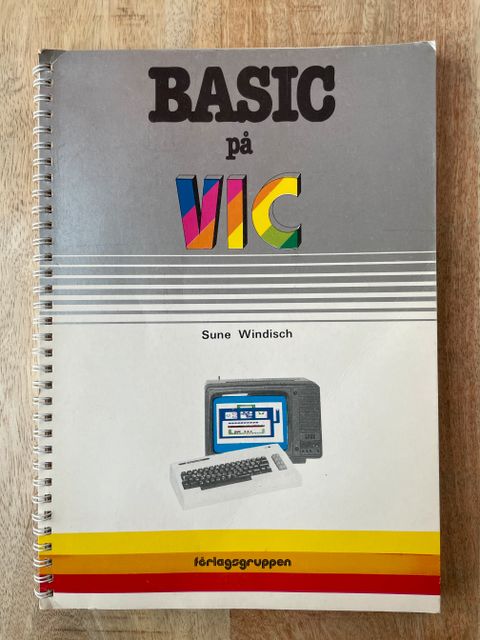 BASIC
på
VIC
Sune Windisch
förlagsgruppen